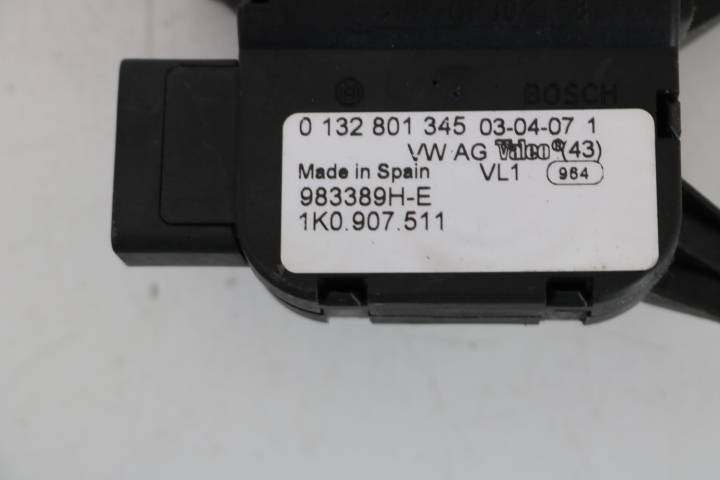 BOSCH
0 132 801 345 03-04-07 1
VW AG Valeo® (43)
Made in Spain VL1 964
983389H-E
1K0.907.511